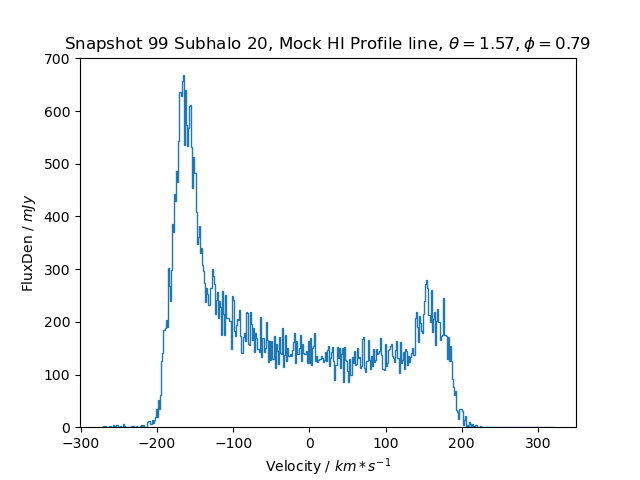 Snapshot 99 Subhalo 20, Mock HI Profile line, θ = 1.57, ϕ = 0.79
700
600
500
400
300
200
100
0
FluxDen / mJy
−300 −200 −100 0 100 200 300
Velocity / km * s⁻¹